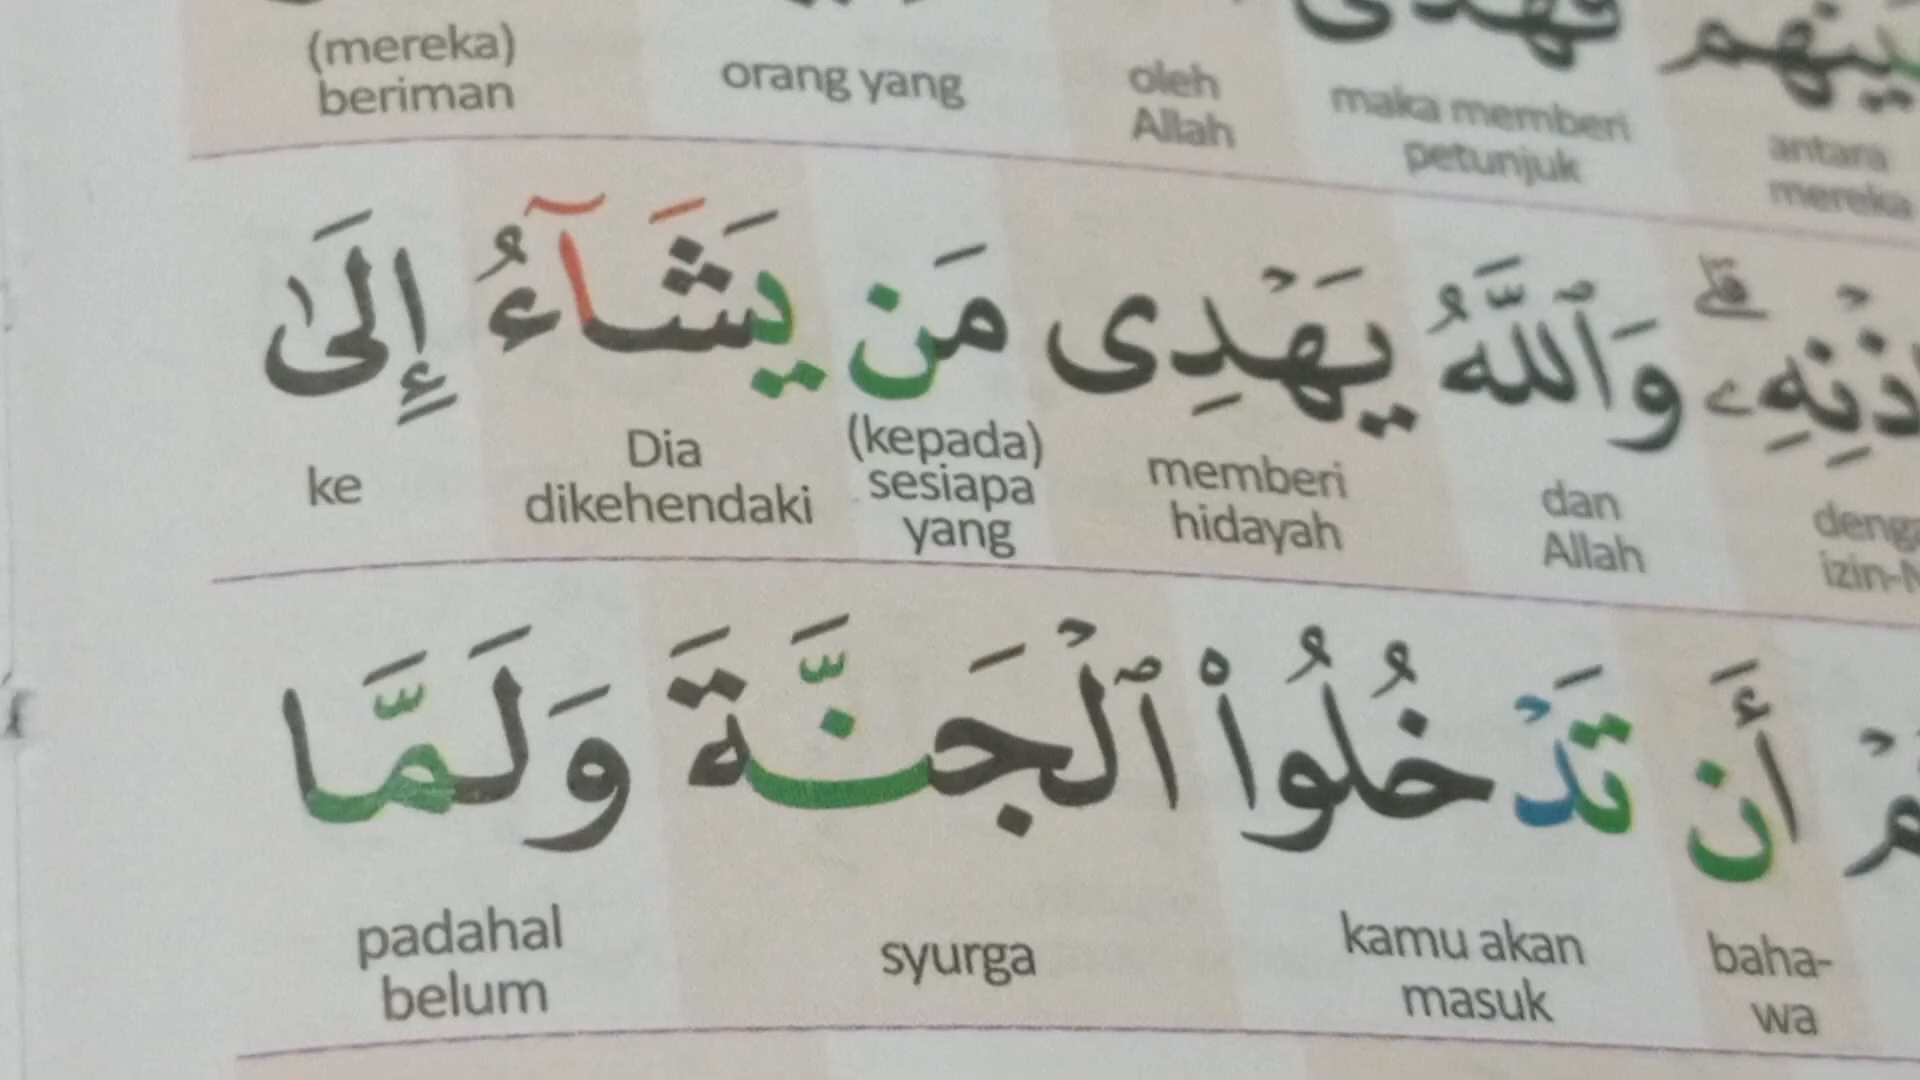 antara mereka maka memberi petunjuk oleh Allah orang yang (mereka) beriman
وَٱللَّهُ يَهْدِى مَن يَشَآءُ إِلَىٰ
dan Allah memberi hidayah (kepada) sesiapa yang Dia dikehendaki ke
أَن تَدْخُلُوا۟ ٱلْجَنَّةَ وَلَمَّا
baha-wa kamu akan masuk syurga padahal belum